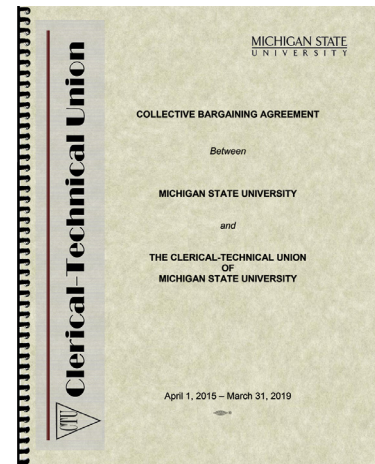 MICHIGAN STATE
UNIVERSITY
COLLECTIVE BARGAINING AGREEMENT
Between
MICHIGAN STATE UNIVERSITY
and
THE CLERICAL-TECHNICAL UNION
OF
MICHIGAN STATE UNIVERSITY
April 1, 2015 – March 31, 2019
Clerical-Technical Union
CTU